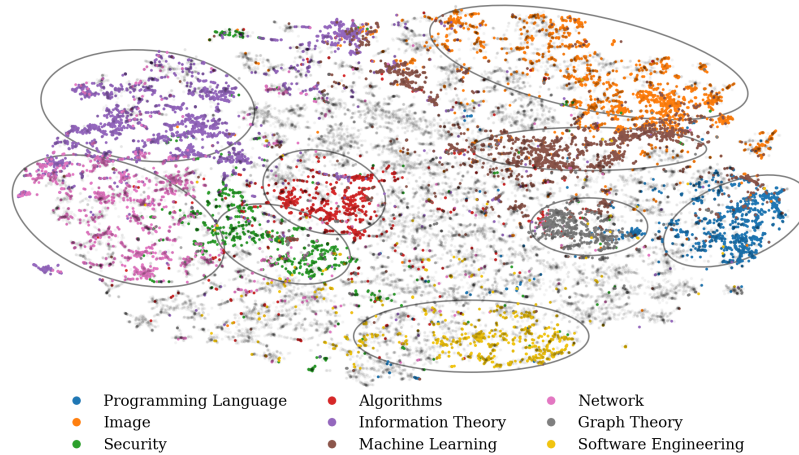 Programming Language
Algorithms
Network
Image
Information Theory
Graph Theory
Security
Machine Learning
Software Engineering